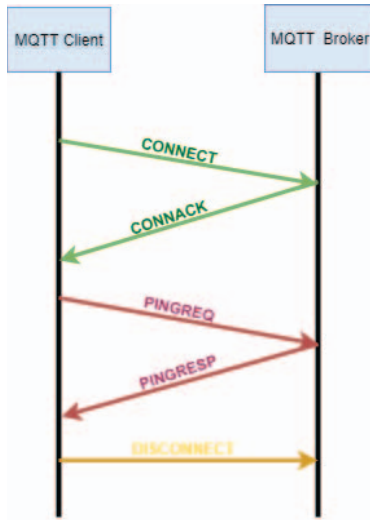 MQTT Client
MQTT Broker
CONNECT
CONNACK
PINGREQ
PINGRESP
DISCONNECT